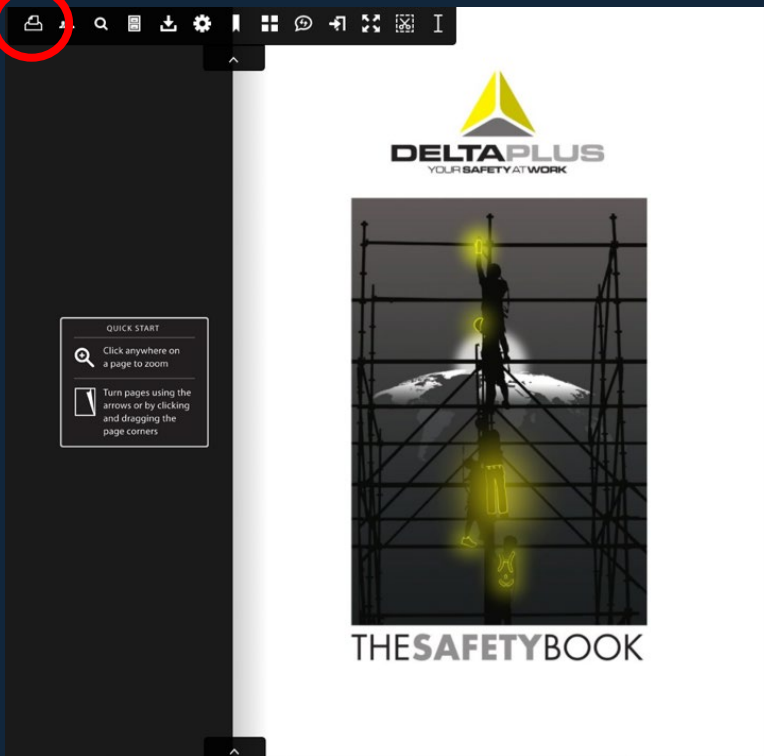 DELTAPLUS
YOUR SAFETY AT WORK
QUICK START
Click anywhere on
a page to zoom
Turn pages using the
arrows or by clicking
and dragging the
page corners
THESAFETYBOOK